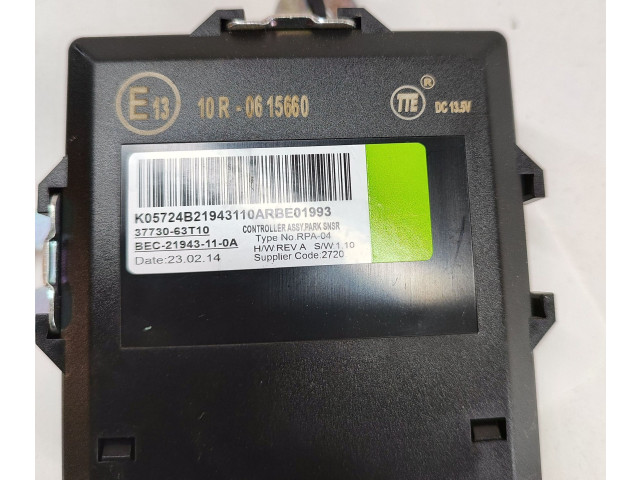 E13 10 R - 06 15660 TTE ® DC 13.5V
K05724B21943110ARBE01993
37730-63T10 CONTROLLER ASSY,PARK SNSR
BEC-21943-11-0A Type No:RPA-04
H/W:REV A S/W:1.10
Date:23.02.14 Supplier Code:2720